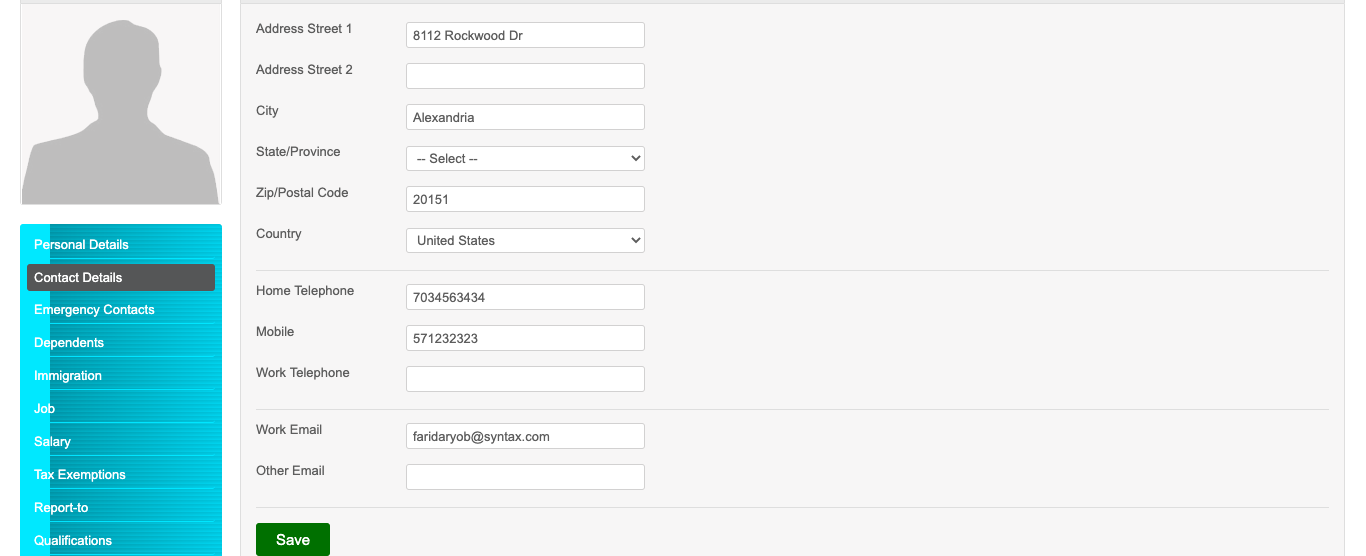 Address Street 1
8112 Rockwood Dr
Address Street 2
City
Alexandria
State/Province
-- Select --
Zip/Postal Code
20151
Country
United States
Home Telephone
7034563434
Mobile
571232323
Work Telephone
Work Email
faridaryob@syntax.com
Other Email
Save
Personal Details
Contact Details
Emergency Contacts
Dependents
Immigration
Job
Salary
Tax Exemptions
Report-to
Qualifications